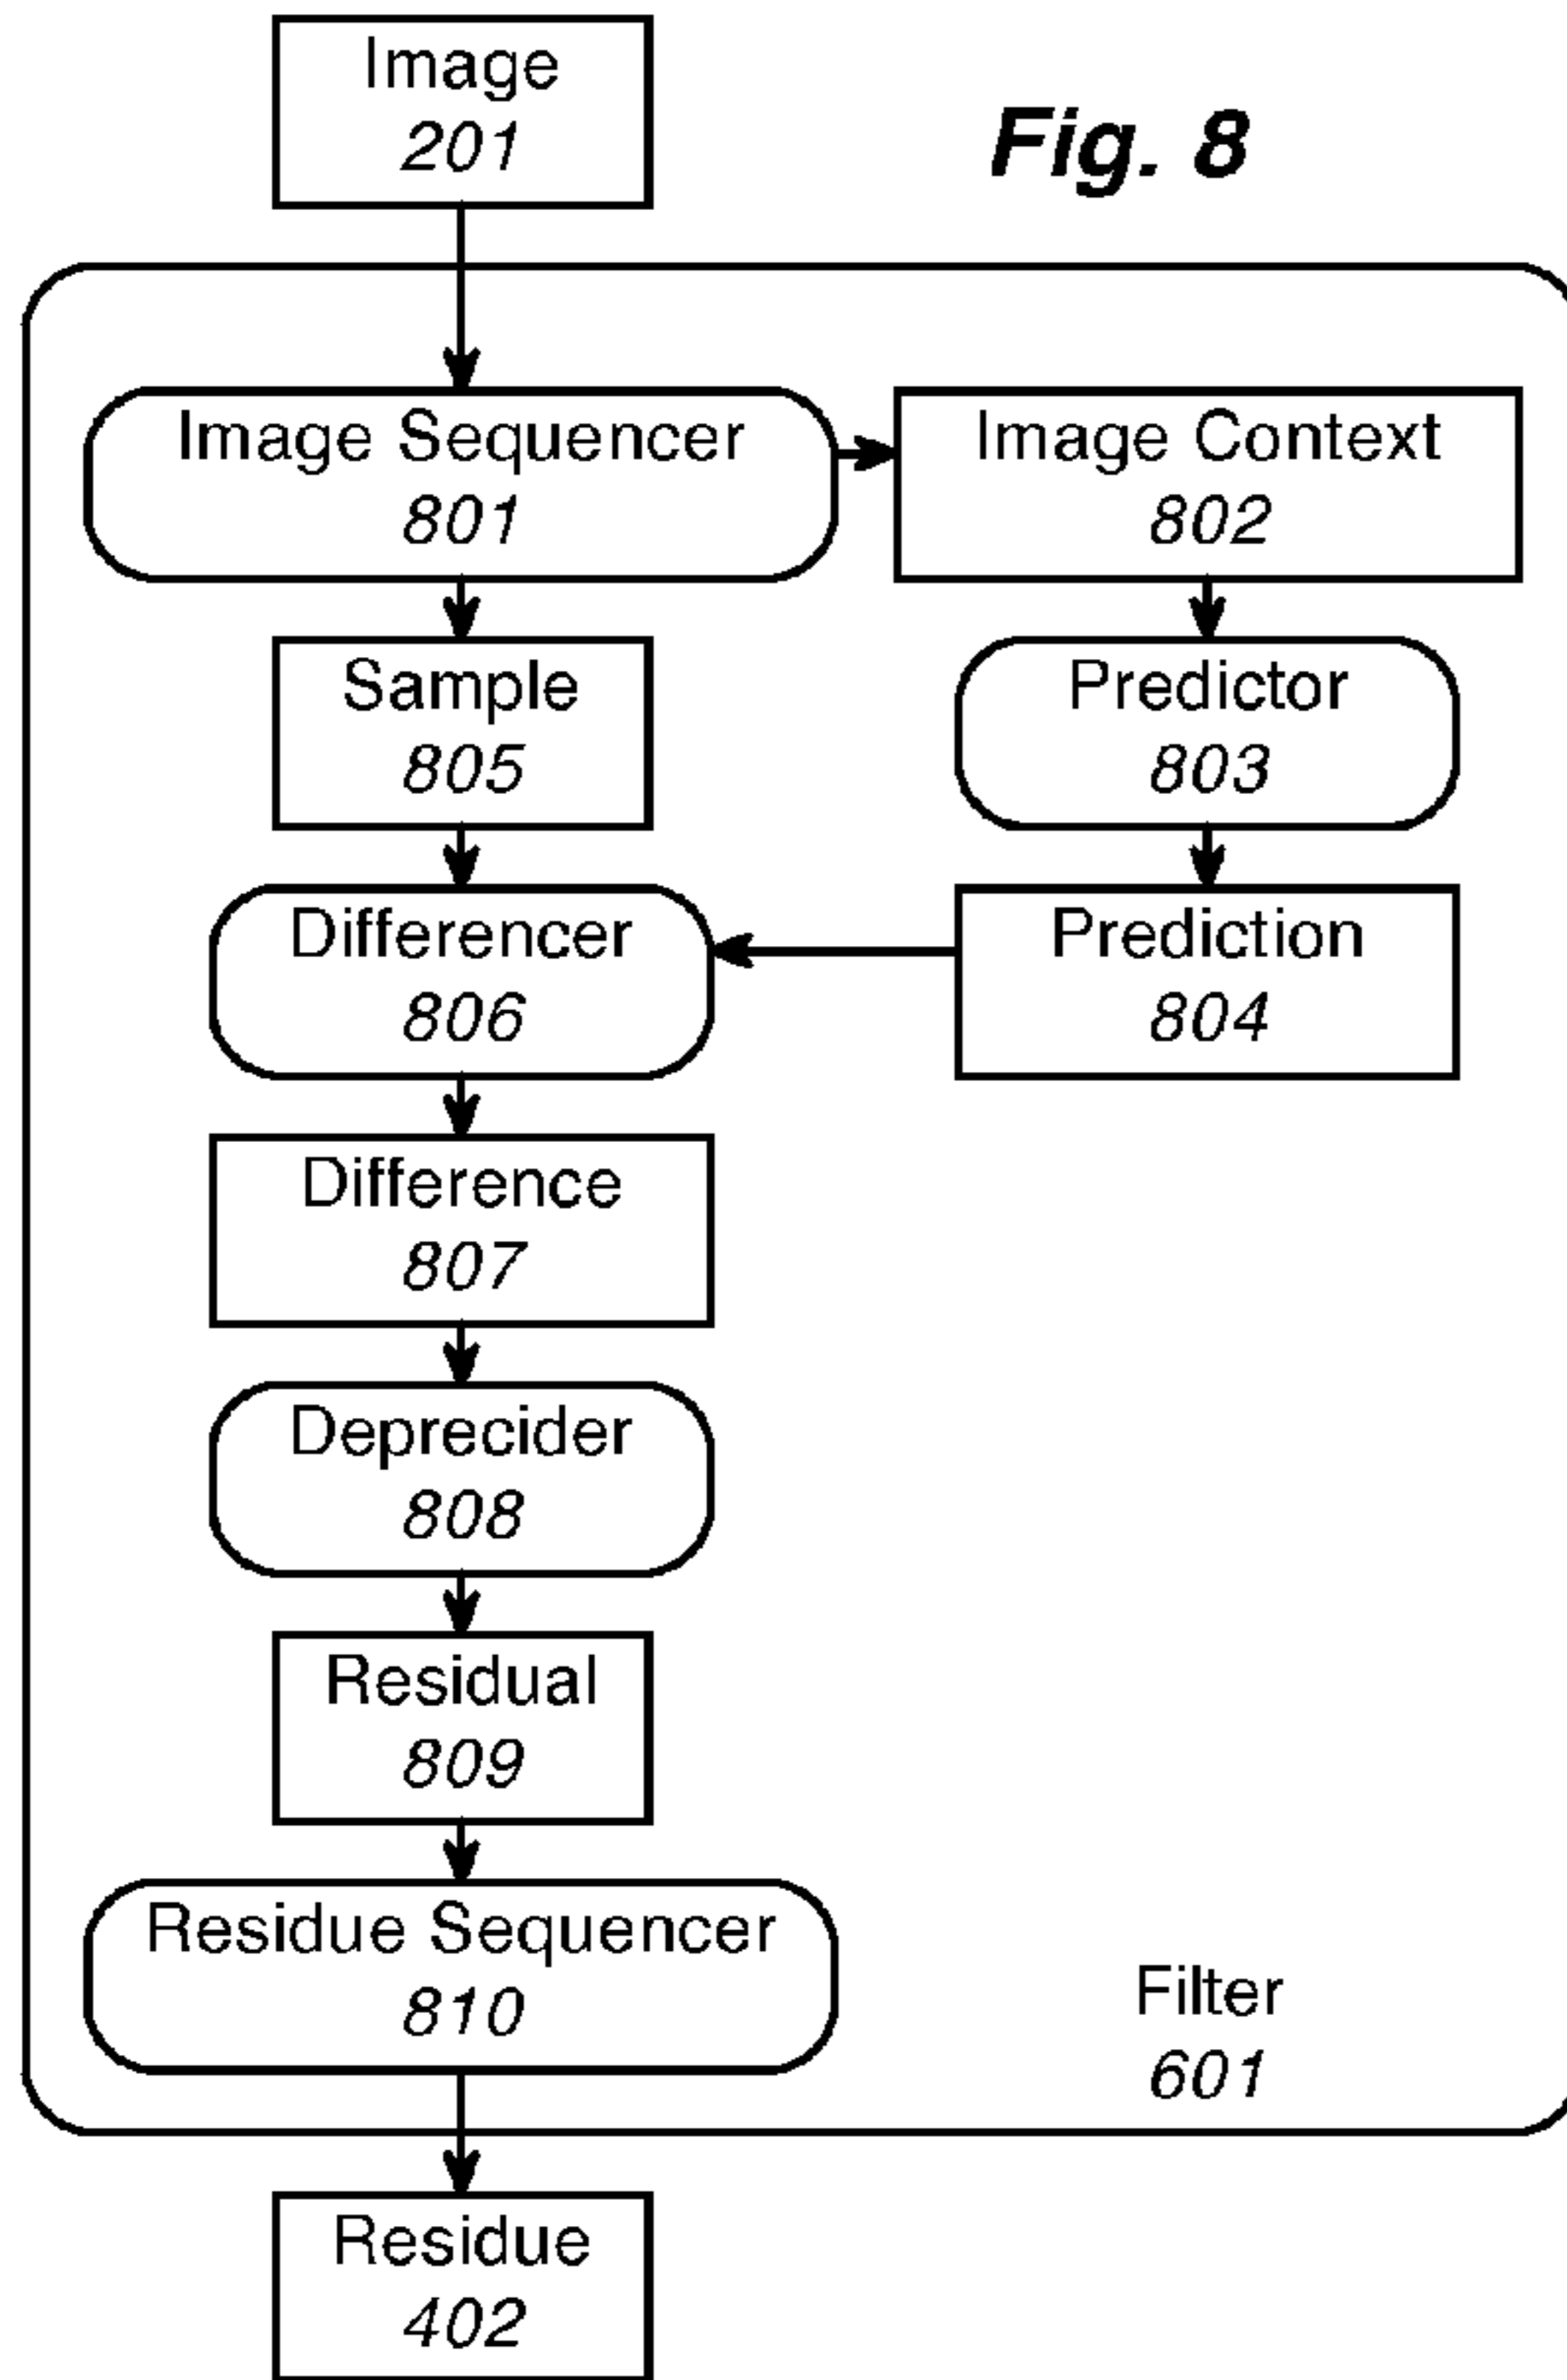 Image
201
Fig. 8
Image Sequencer
801
Image Context
802
Sample
805
Predictor
803
Differencer
806
Prediction
804
Difference
807
Deprecider
808
Residual
809
Residue Sequencer
810
Filter
601
Residue
402